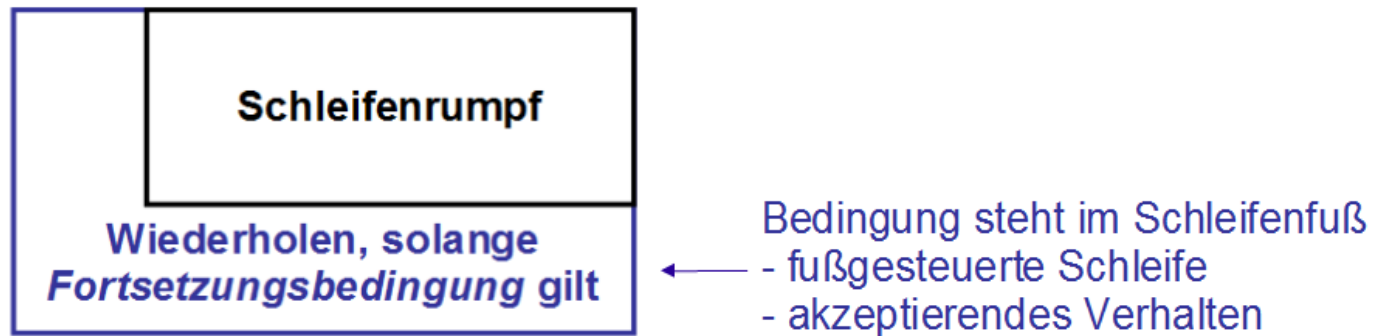 Schleifenrumpf
Wiederholen, solange
Fortsetzungsbedingung gilt
Bedingung steht im Schleifenfuß
- fußgesteuerte Schleife
- akzeptierendes Verhalten